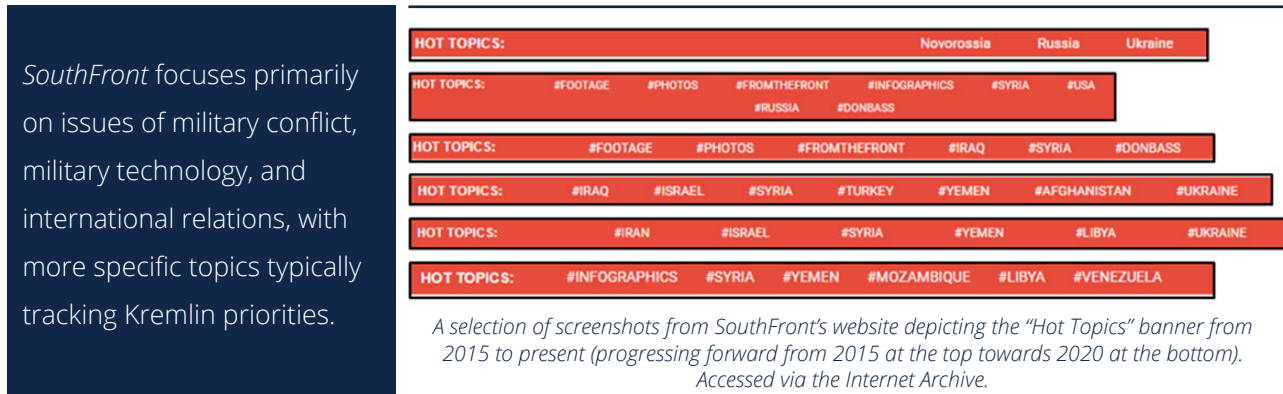 SouthFront focuses primarily
on issues of military conflict,
military technology, and
international relations, with
more specific topics typically
tracking Kremlin priorities.
HOT TOPICS: Novorossia Russia Ukraine
HOT TOPICS: #FOOTAGE #PHOTOS #FROMTHEFRONT #INFOGRAPHICS #SYRIA #USA
#RUSSIA #DONBASS
HOT TOPICS: #FOOTAGE #PHOTOS #FROMTHEFRONT #IRAQ #SYRIA #DONBASS
HOT TOPICS: #IRAQ #ISRAEL #SYRIA #TURKEY #YEMEN #AFGHANISTAN #UKRAINE
HOT TOPICS: #IRAN #ISRAEL #SYRIA #YEMEN #LIBYA #UKRAINE
HOT TOPICS: #INFOGRAPHICS #SYRIA #YEMEN #MOZAMBIQUE #LIBYA #VENEZUELA
A selection of screenshots from SouthFront's website depicting the “Hot Topics” banner from
2015 to present (progressing forward from 2015 at the top towards 2020 at the bottom).
Accessed via the Internet Archive.